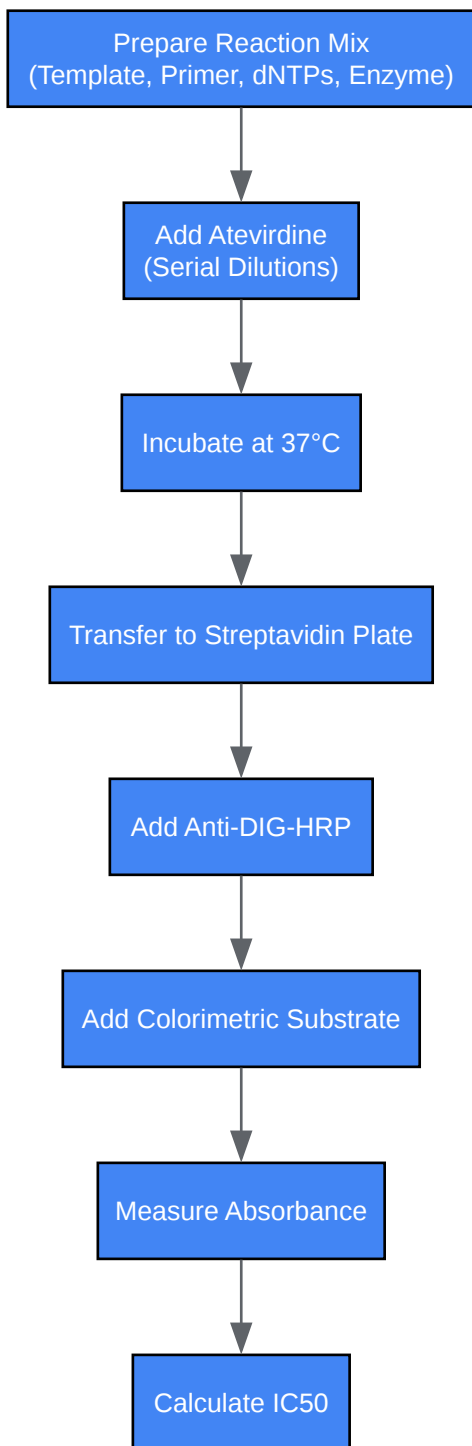 Prepare Reaction Mix
(Template, Primer, dNTPs, Enzyme)
Add Atevirdine
(Serial Dilutions)
Incubate at 37°C
Transfer to Streptavidin Plate
Add Anti-DIG-HRP
Add Colorimetric Substrate
Measure Absorbance
Calculate IC50